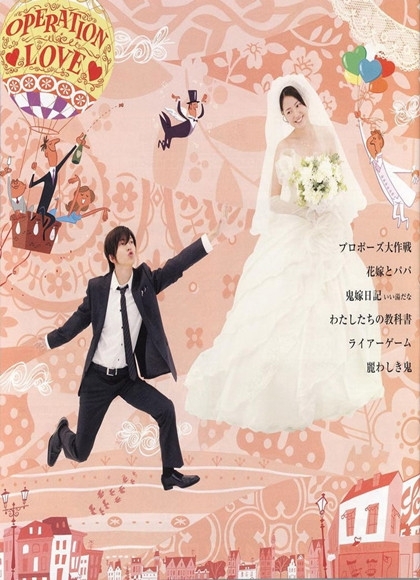 OPERATION
LOVE
プロポーズ大作戦
花嫁とパパ
鬼嫁日記 いい湯だな
わたしたちの教科書
ライアーゲーム
麗わしき鬼